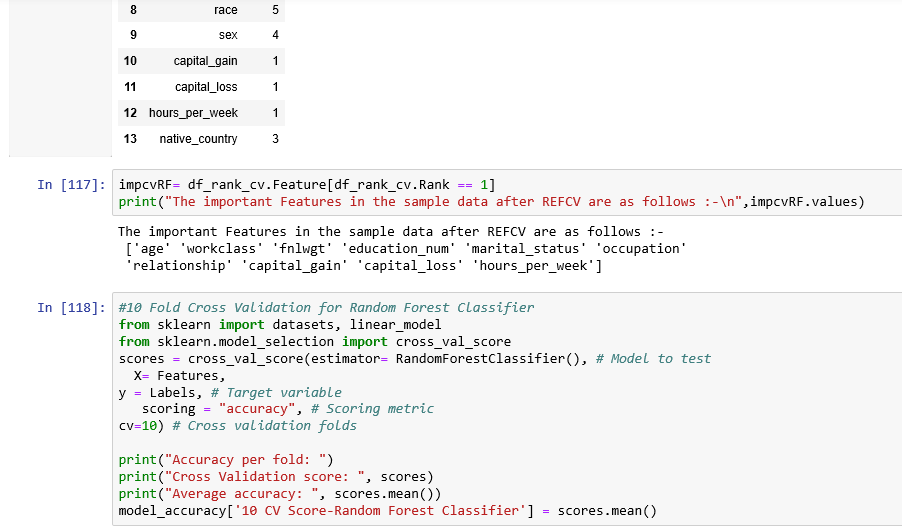 8 race 5
9 sex 4
10 capital_gain 1
11 capital_loss 1
12 hours_per_week 1
13 native_country 3
In [117]: impcvRF= df_rank_cv.Feature[df_rank_cv.Rank == 1]
print("The important Features in the sample data after REFCV are as follows :-\n",impcvRF.values)
The important Features in the sample data after REFCV are as follows :-
['age' 'workclass' 'fnlwgt' 'education_num' 'marital_status' 'occupation'
'relationship' 'capital_gain' 'capital_loss' 'hours_per_week']
In [118]: #10 Fold Cross Validation for Random Forest Classifier
from sklearn import datasets, linear_model
from sklearn.model_selection import cross_val_score
scores = cross_val_score(estimator= RandomForestClassifier(), # Model to test
X= Features,
y = Labels, # Target variable
scoring = "accuracy", # Scoring metric
cv=10) # Cross validation folds
print("Accuracy per fold: ")
print("Cross Validation score: ", scores)
print("Average accuracy: ", scores.mean())
model_accuracy['10 CV Score-Random Forest Classifier'] = scores.mean()